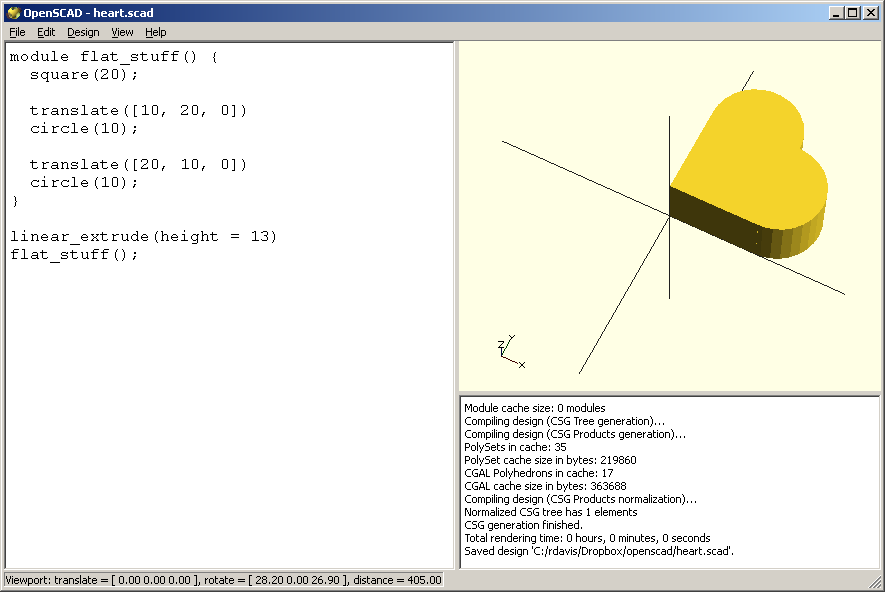 OpenSCAD - heart.scad
File Edit Design View Help
module flat_stuff() {
  square(20);
  translate([10, 20, 0])
  circle(10);
  translate([20, 10, 0])
  circle(10);
}
linear_extrude(height = 13)
flat_stuff();
Z
Y
X
Module cache size: 0 modules
Compiling design (CSG Tree generation)...
Compiling design (CSG Products generation)...
PolySets in cache: 35
PolySet cache size in bytes: 219860
CGAL Polyhedrons in cache: 17
CGAL cache size in bytes: 363688
Compiling design (CSG Products normalization)...
Normalized CSG tree has 1 elements
CSG generation finished.
Total rendering time: 0 hours, 0 minutes, 0 seconds
Saved design 'C:/rdavis/Dropbox/openscad/heart.scad'.
Viewport: translate = [ 0.00 0.00 0.00 ], rotate = [ 28.20 0.00 26.90 ], distance = 405.00